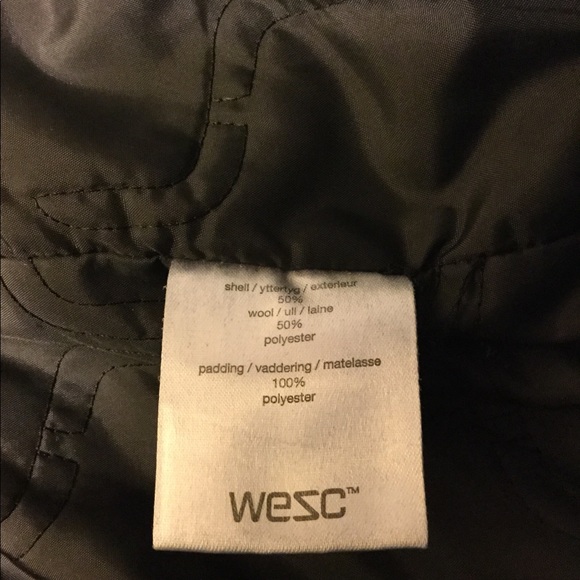 shell / yttertyg / exterieur
50%
wool / ull / laine
50%
polyester
padding / vaddering / matelasse
100%
polyester
wesc™